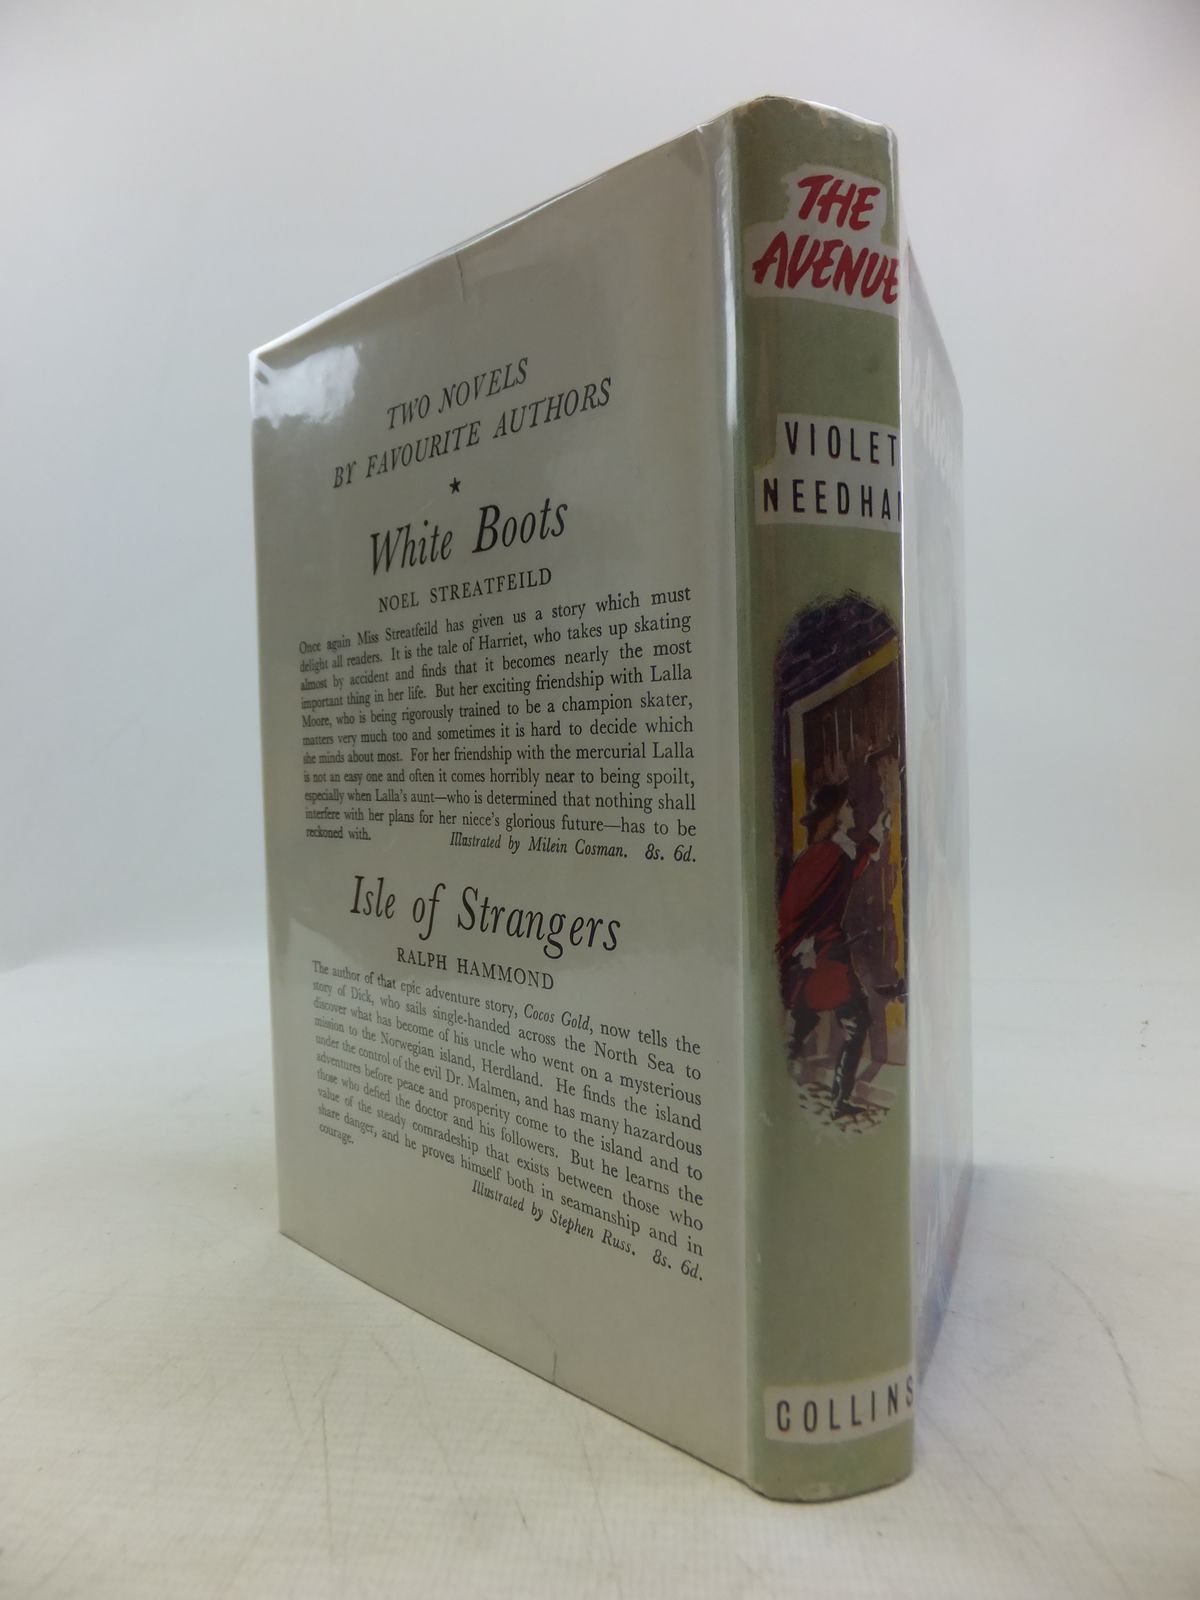 TWO NOVELS
BY FAVOURITE AUTHORS
★
White Boots
NOEL STREATFEILD
Once again Miss Streatfeild has given us a story which must
delight all readers. It is the tale of Harriet, who takes up skating
almost by accident and finds that it becomes nearly the most
important thing in her life. But her exciting friendship with Lalla
Moore, who is being rigorously trained to be a champion skater,
matters very much too and sometimes it is hard to decide which
she minds about most. For her friendship with the mercurial Lalla
is not an easy one and often it comes horribly near to being spoilt,
especially when Lalla's aunt—who is determined that nothing shall
interfere with her plans for her niece's glorious future—has to be
reckoned with. Illustrated by Milein Cosman. 8s. 6d.
Isle of Strangers
RALPH HAMMOND
The author of that epic adventure story, Cocos Gold, now tells the
story of Dick, who sails single-handed across the North Sea to
discover what has become of his uncle who went on a mysterious
mission to the Norwegian island, Herdland. He finds the island
under the control of the evil Dr. Malmen, and has many hazardous
adventures before peace and prosperity come to the island and to
those who defied the doctor and his followers. But he learns the
value of the steady comradeship that exists between those who
share danger, and he proves himself both in seamanship and in
courage.
Illustrated by Stephen Russ. 8s. 6d.
THE
AVENUE
VIOLET
NEEDHA
COLLINS